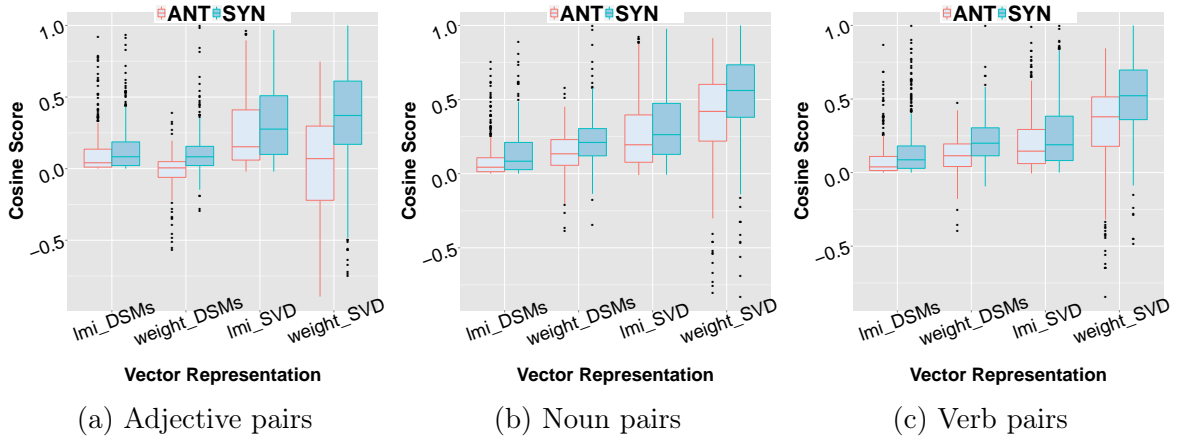 ANT SYN
Cosine Score
1.0
0.5
0.0
−0.5
lmi_DSMs
weight_DSMs
lmi_SVD
weight_SVD
Vector Representation
(a) Adjective pairs
ANT SYN
Cosine Score
1.0
0.5
0.0
−0.5
lmi_DSMs
weight_DSMs
lmi_SVD
weight_SVD
Vector Representation
(b) Noun pairs
ANT SYN
Cosine Score
1.0
0.5
0.0
−0.5
lmi_DSMs
weight_DSMs
lmi_SVD
weight_SVD
Vector Representation
(c) Verb pairs